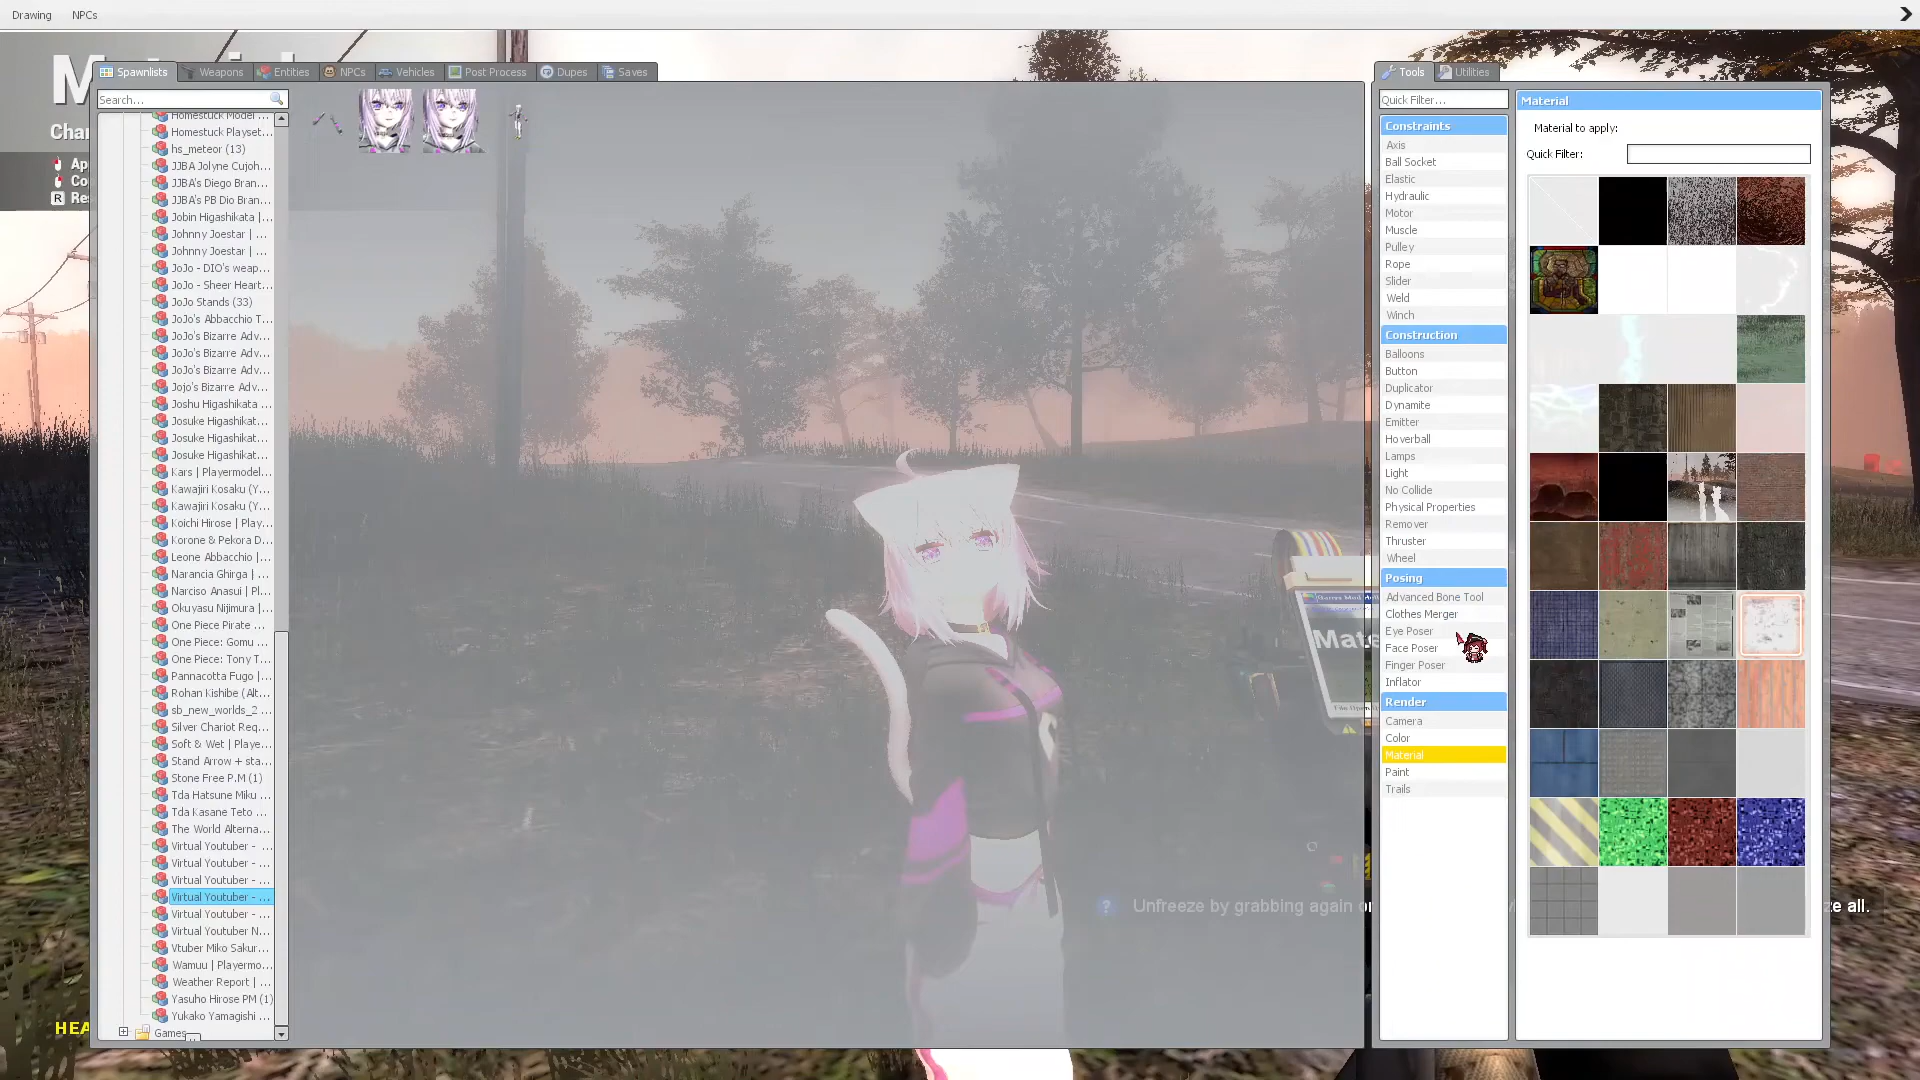 Drawing
NPCs
Spawnlists
Weapons
Entities
NPCs
Vehicles
Post Process
Dupes
Saves
Search...
Homestuck Model ...
Homestuck Playset...
hs_meteor (13)
JJBA Jolyne Cujoh...
JJBA's Diego Bran...
JJBA's PB Dio Bran...
Jobin Higashikata |...
Johnny Joestar | ...
Johnny Joestar | ...
JoJo - DIO's weap...
JoJo - Sheer Heart...
JoJo Stands (33)
JoJo's Abbacchio T...
JoJo's Bizarre Adv...
JoJo's Bizarre Adv...
JoJo's Bizarre Adv...
Jojo's Bizarre Adv...
Joshu Higashikata ...
Josuke Higashikat...
Josuke Higashikat...
Josuke Higashikat...
Kars | Playermodel...
Kawajiri Kosaku (Y...
Kawajiri Kosaku (Y...
Koichi Hirose | Play...
Korone & Pekora D...
Leone Abbacchio |...
Narancia Ghirga | ...
Narciso Anasui | Pl...
Okuyasu Nijimura |...
One Piece Pirate ...
One Piece: Gomu ...
One Piece: Tony T...
Pannacotta Fugo |...
Rohan Kishibe (Alt...
sb_new_worlds_2 ...
Silver Chariot Req...
Soft & Wet | Playe...
Stand Arrow + sta...
Stone Free P.M (1)
Tda Hatsune Miku ...
Tda Kasane Teto ...
The World Alterna...
Virtual Youtuber - ...
Virtual Youtuber - ...
Virtual Youtuber - ...
Virtual Youtuber - ...
Virtual Youtuber - ...
Virtual Youtuber N...
Vtuber Miko Sakur...
Wamuu | Playermo...
Weather Report | ...
Yasuho Hirose PM (1)
Yukako Yamagishi ...
Games
R
HEA
Mate
Unfreeze by grabbing again or
ze all.
Tools
Utilities
Quick Filter...
Constraints
Axis
Ball Socket
Elastic
Hydraulic
Motor
Muscle
Pulley
Rope
Slider
Weld
Winch
Construction
Balloons
Button
Duplicator
Dynamite
Emitter
Hoverball
Lamps
Light
No Collide
Physical Properties
Remover
Thruster
Wheel
Posing
Advanced Bone Tool
Clothes Merger
Eye Poser
Face Poser
Finger Poser
Inflator
Render
Camera
Color
Material
Paint
Trails
Material
Material to apply:
Quick Filter: